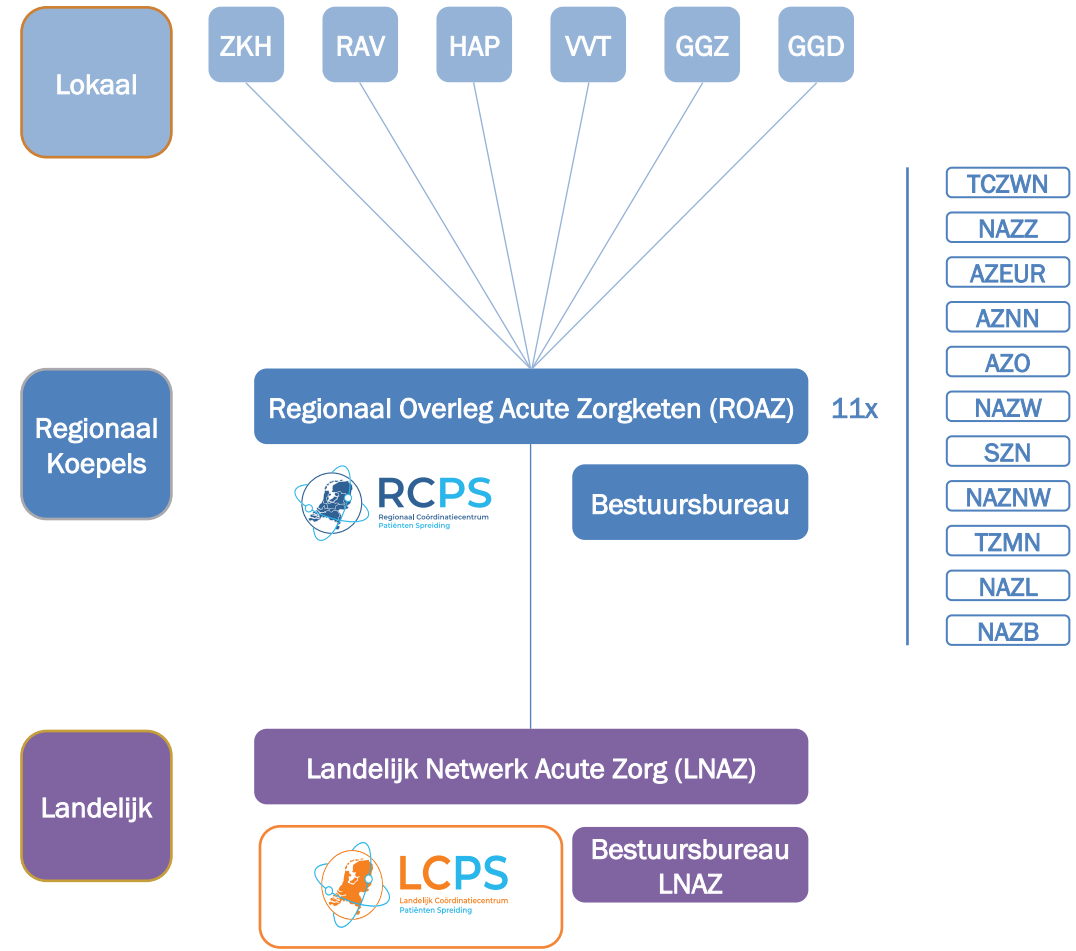 Lokaal
ZKH
RAV
HAP
VVT
GGZ
GGD
TCZWN
NAZZ
AZEUR
AZNN
AZO
NAZW
SZN
NAZNW
TZMN
NAZL
NAZB
Regionaal
Koepels
Regionaal Overleg Acute Zorgketen (ROAZ)
11x
RCPS
Regionaal Coördinatiecentrum
Patiënten Spreiding
Bestuursbureau
Landelijk
Landelijk Netwerk Acute Zorg (LNAZ)
LCPS
Landelijk Coördinatiecentrum
Patiënten Spreiding
Bestuursbureau
LNAZ